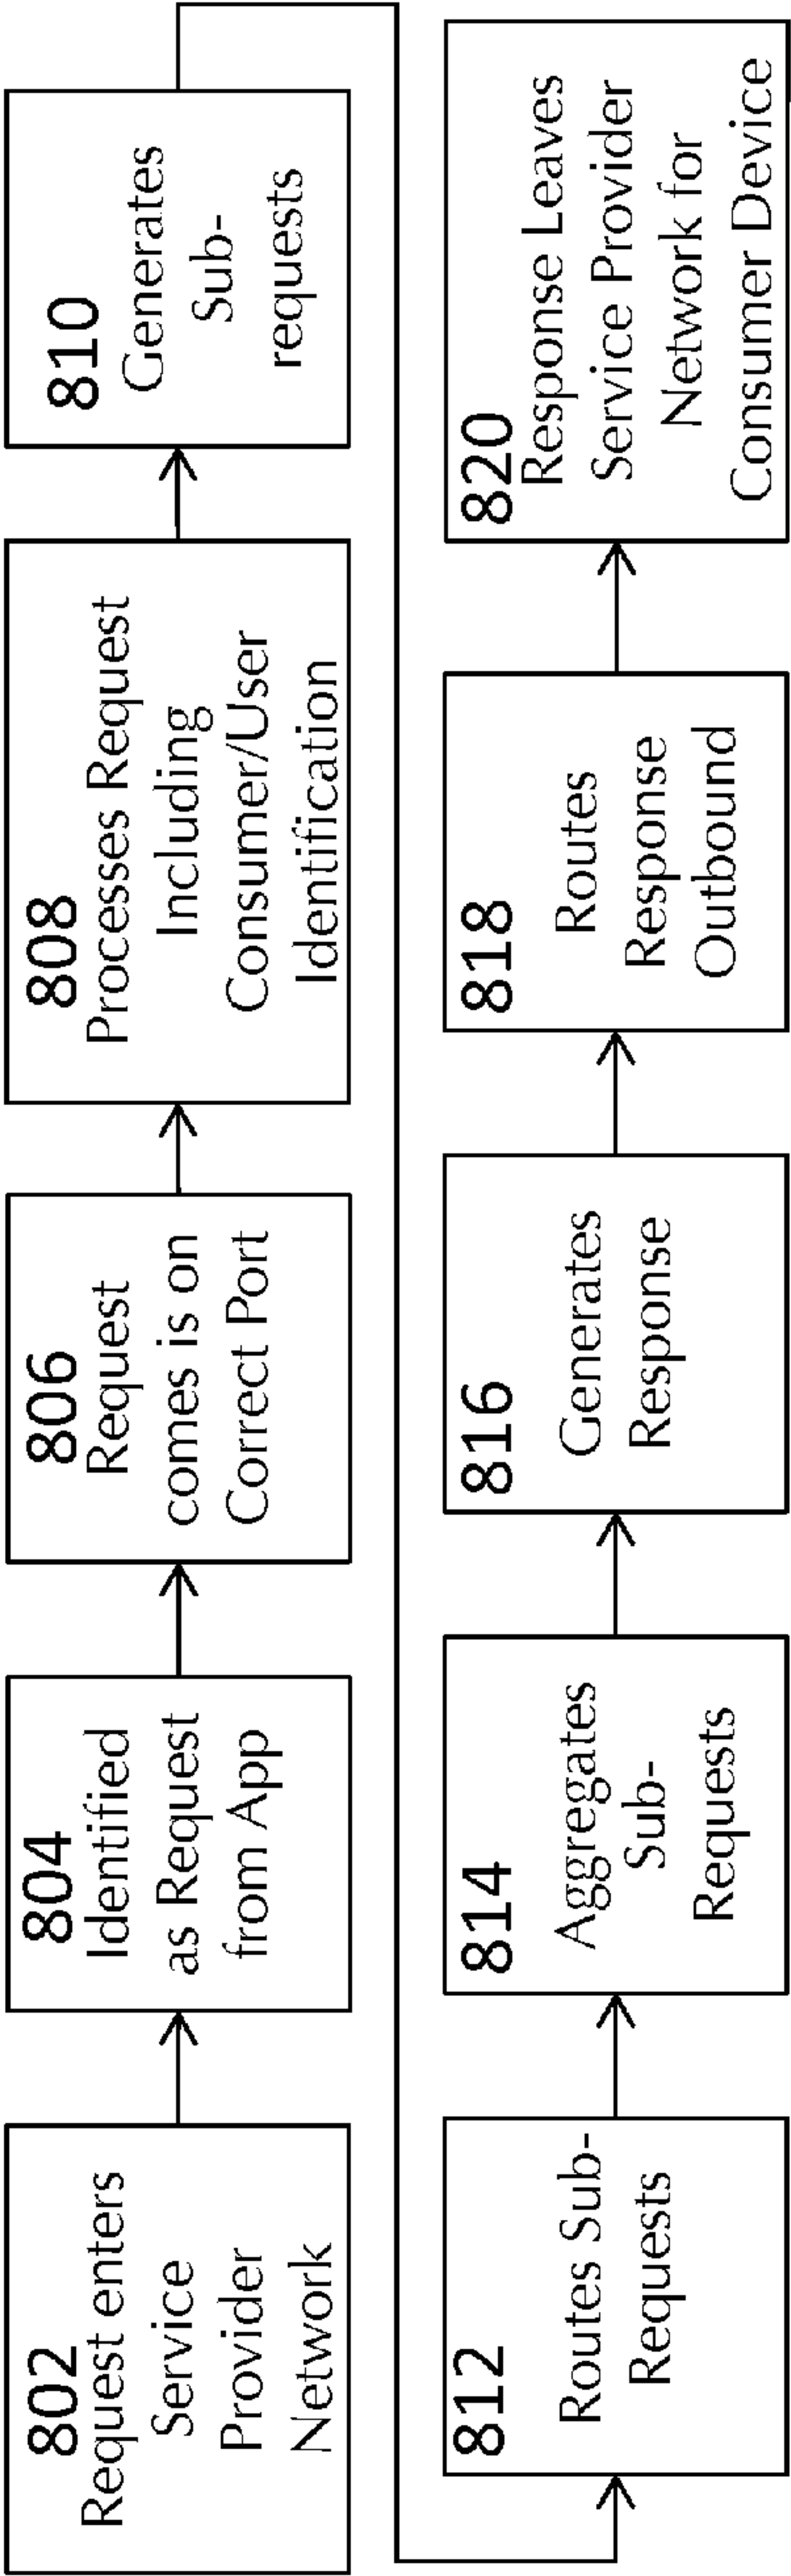 802
Request enters
Service
Provider
Network
804
Identified
as Request
from App
806
Request
comes is on
Correct Port
808
Processes Request
Including
Consumer/User
Identification
810
Generates
Sub-
requests
812
Routes Sub-
Requests
814
Aggregates
Sub-
Requests
816
Generates
Response
818
Routes
Response
Outbound
820
Response Leaves
Service Provider
Network for
Consumer Device